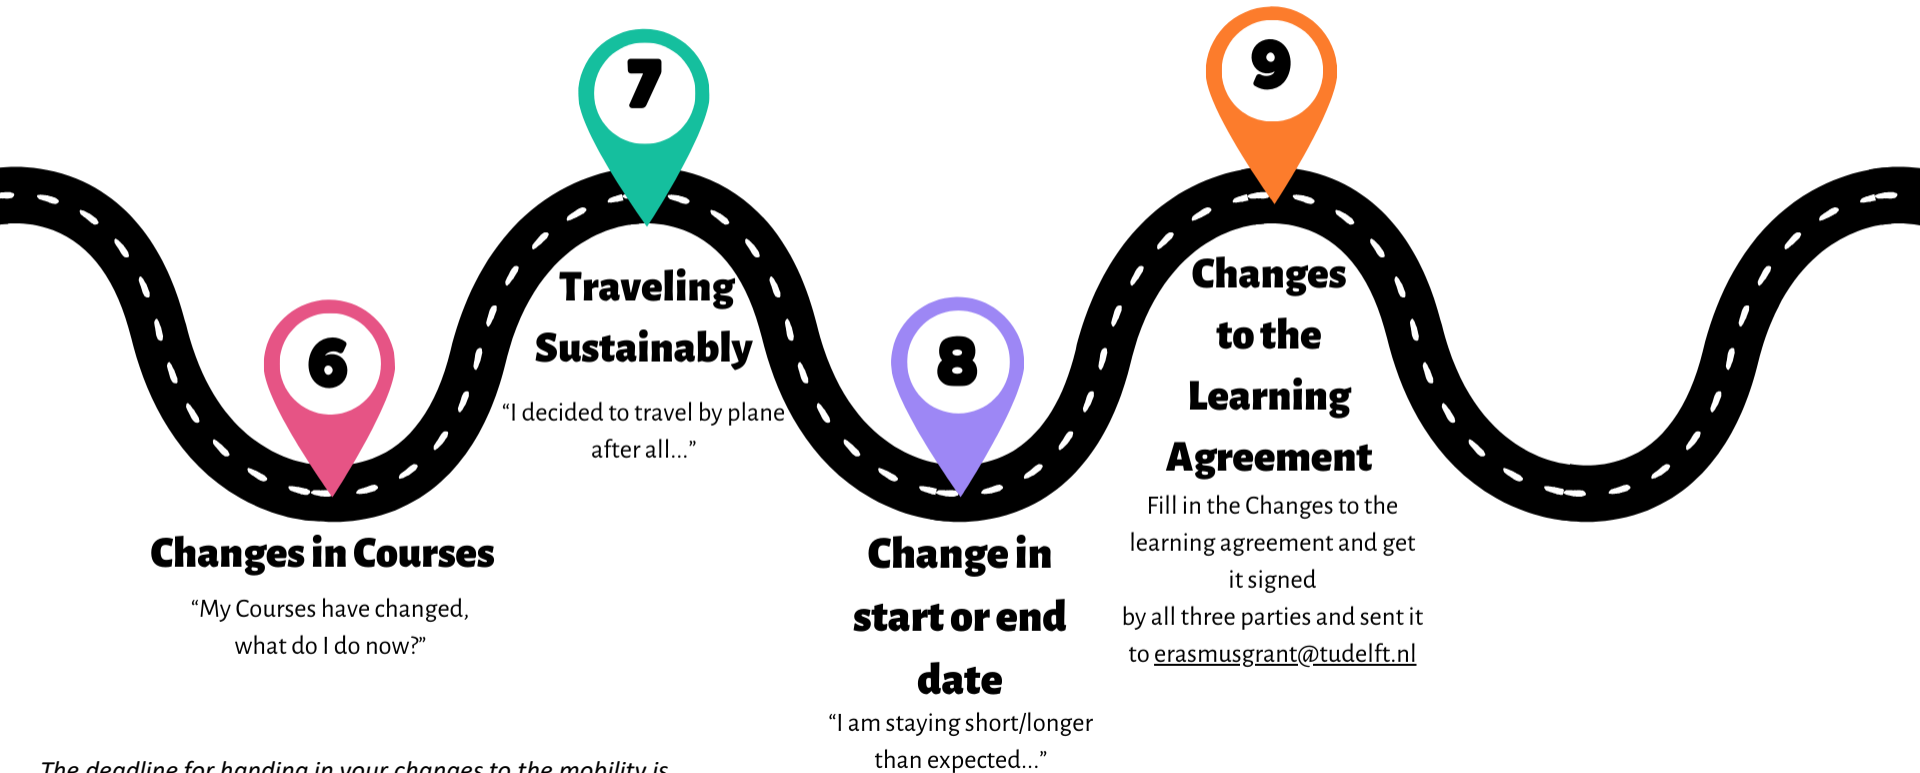 6
Changes in Courses
“My Courses have changed,
what do I do now?”
7
Traveling
Sustainably
“I decided to travel by plane
after all...”
8
Change in
start or end
date
“I am staying short/longer
than expected...”
9
Changes
to the
Learning
Agreement
Fill in the Changes to the
learning agreement and get
it signed
by all three parties and sent it
to erasmusgrant@tudelft.nl
The deadline for handing in your changes to the mobility is